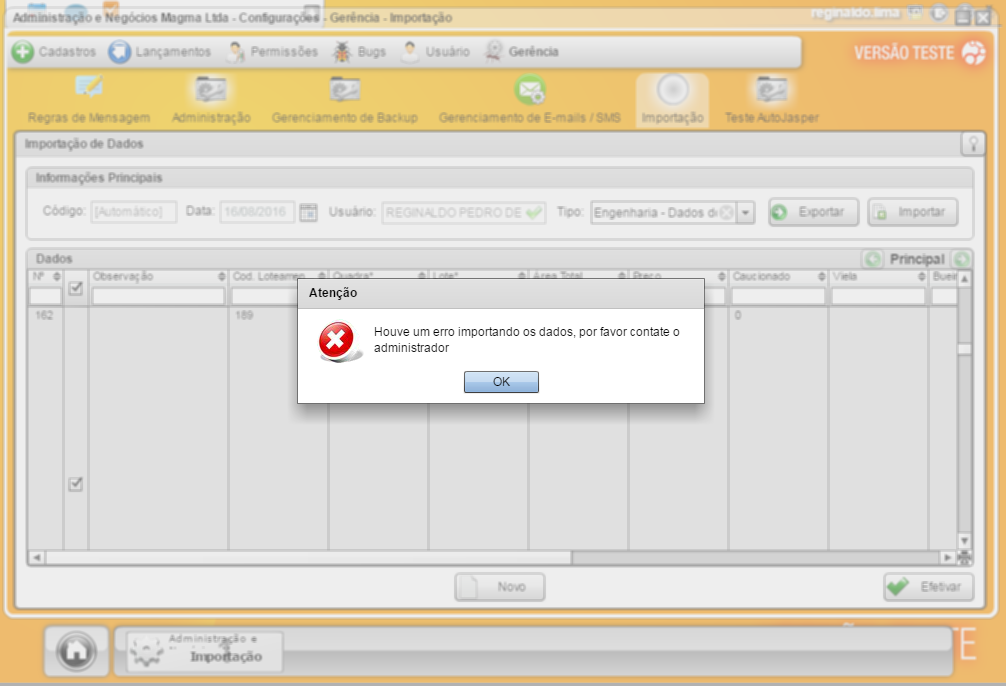 Administração e Negócios Magma Ltda - Configurações - Gerência - Importação
reginaldo.lima
Cadastros Lançamentos Permissões Bugs Usuário Gerência
VERSÃO TESTE
Regras de Mensagem Administração Gerenciamento de Backup Gerenciamento de E-mails / SMS Importação Teste AutoJasper
Importação de Dados
Informações Principais
Código: [Automático] Data: 16/08/2016 Usuário: REGINALDO PEDRO DE Tipo: Engenharia - Dados d Exportar Importar
Dados Principal
Nº Observação Cod. Loteamen Quadra* Lote* Área Total Preço Caucionado Viela Buei
162 189 0
Atenção
Houve um erro importando os dados, por favor contate o
administrador
OK
Novo Efetivar
Administração e
Importação